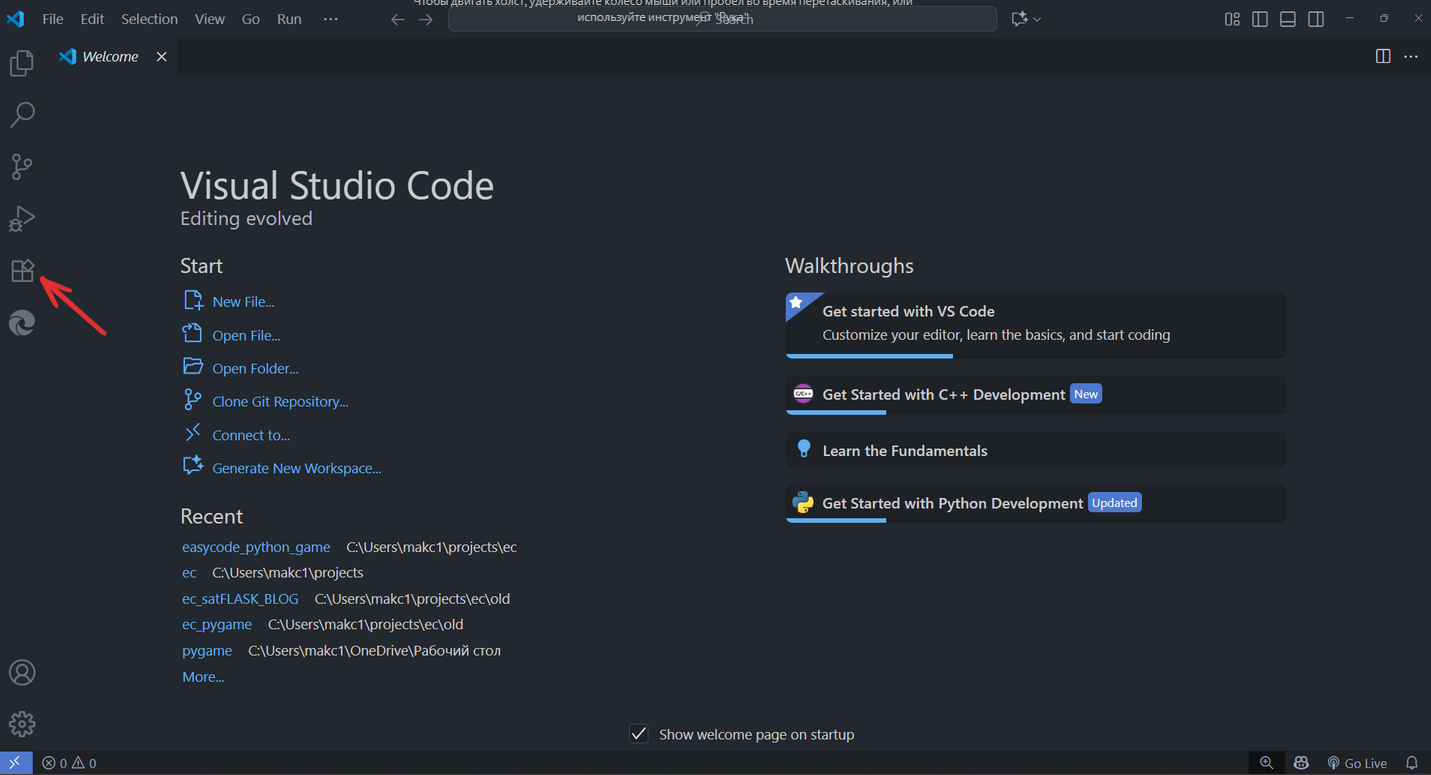 Чтобы двигать холст, удерживайте колесо мыши или пробел во время перетаскивания, или
используйте инструмент "Рука"
File Edit Selection View Go Run ··· Search
Welcome
Visual Studio Code
Editing evolved
Start
New File...
Open File...
Open Folder...
Clone Git Repository...
Connect to...
Generate New Workspace...
Recent
easycode_python_game C:\Users\makc1\projects\ec
ec C:\Users\makc1\projects
ec_satFLASK_BLOG C:\Users\makc1\projects\ec\old
ec_pygame C:\Users\makc1\projects\ec\old
pygame C:\Users\makc1\OneDrive\Рабочий стол
More...
Walkthroughs
Get started with VS Code
Customize your editor, learn the basics, and start coding
C/C++ Get Started with C++ Development New
Learn the Fundamentals
Get Started with Python Development Updated
Show welcome page on startup
0 0 Go Live